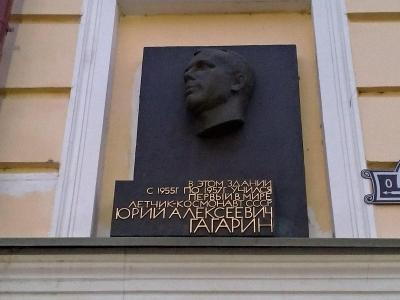 В ЭТОМ ЗДАНИИ
С 1955Г ПО 1957Г УЧИЛСЯ
ПЕРВЫЙ В МИРЕ
ЛЕТЧИК-КОСМОНАВТ СССР
ЮРИЙ АЛЕКСЕЕВИЧ
ГАГАРИН